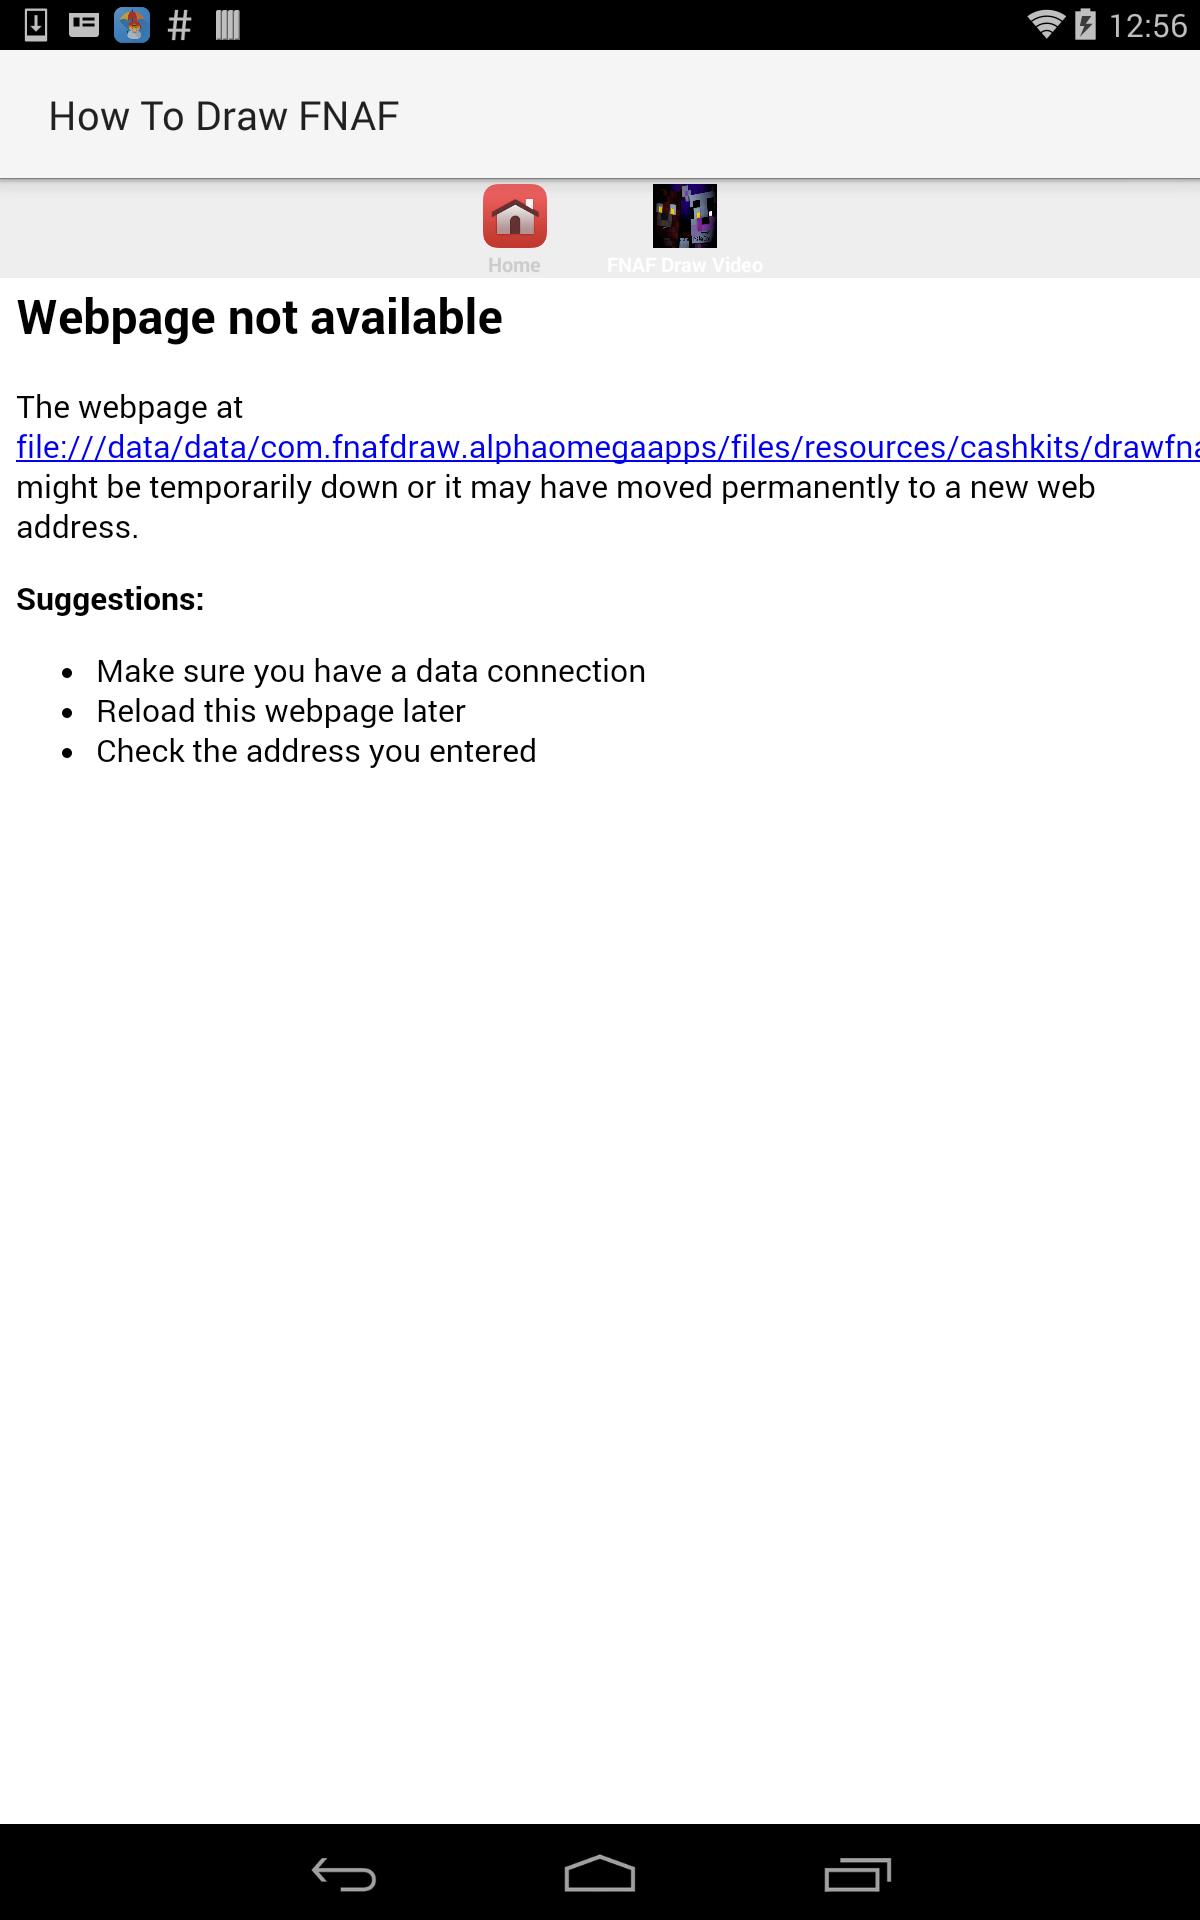 12:56
How To Draw FNAF
Home
FNAF Draw Video
Webpage not available
The webpage at
file:///data/data/com.fnafdraw.alphaomegaapps/files/resources/cashkits/drawfna
might be temporarily down or it may have moved permanently to a new web
address.
Suggestions:
Make sure you have a data connection
Reload this webpage later
Check the address you entered